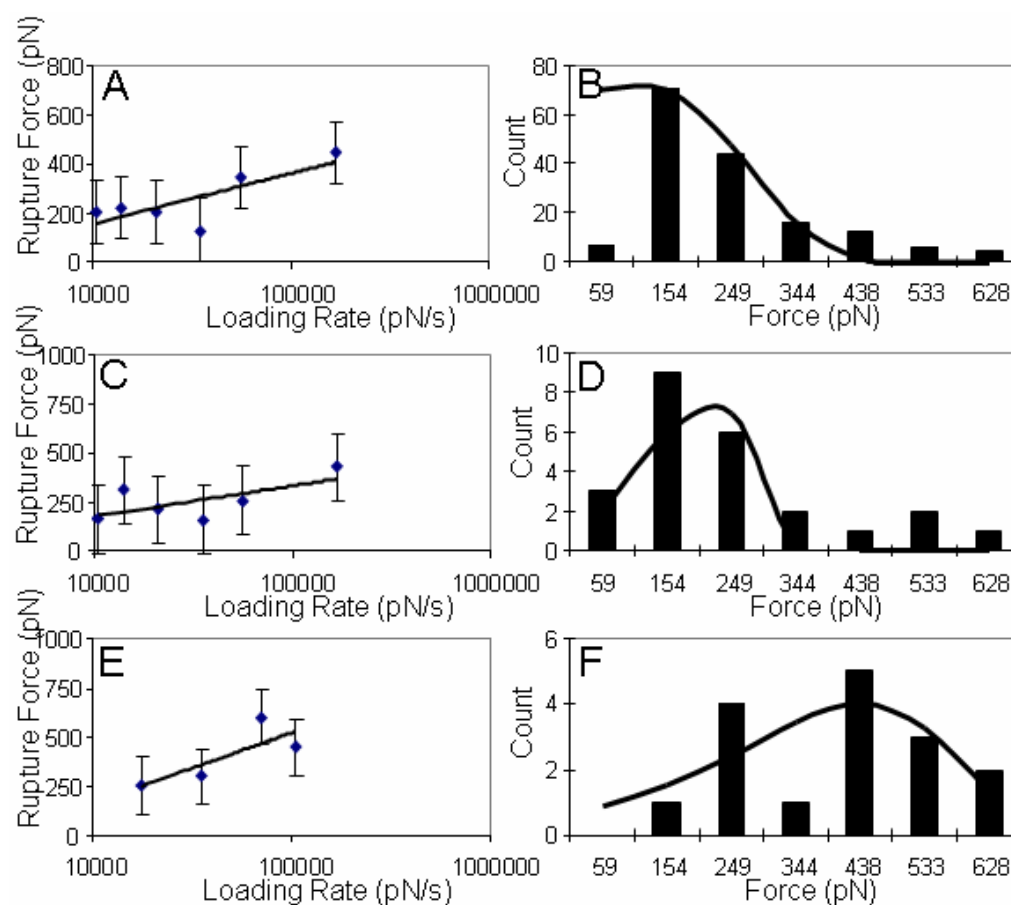 Rupture Force (pN)
800
600
400
200
0
A
10000
100000
1000000
Loading Rate (pN/s)
Count
80
60
40
20
0
B
59 154 249 344 438 533 628
Force (pN)
Rupture Force (pN)
1000
750
500
250
0
C
10000
100000
1000000
Loading Rate (pN/s)
Count
10
8
6
4
2
0
D
59 154 249 344 438 533 628
Force (pN)
Rupture Force (pN)
1000
750
500
250
0
E
10000
100000
1000000
Loading Rate (pN/s)
Count
6
4
2
0
F
59 154 249 344 438 533 628
Force (pN)